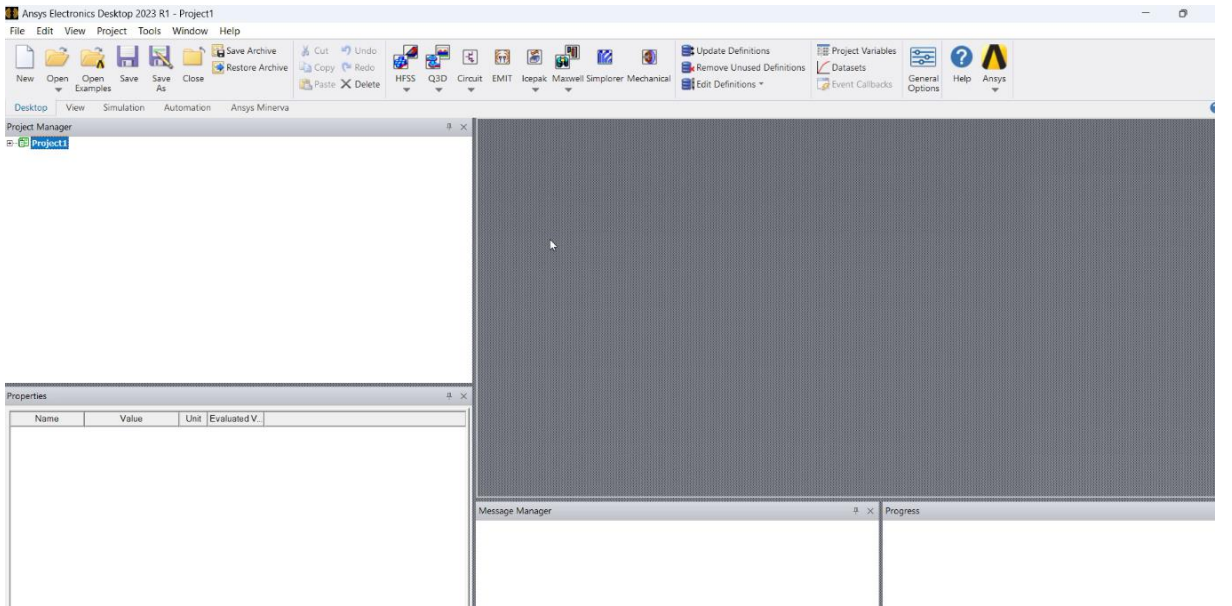 Ansys Electronics Desktop 2023 R1 - Project1
File Edit View Project Tools Window Help
New Open Open Examples Save Save As Close Save Archive Restore Archive Cut Copy Paste Undo Redo Delete HFSS Q3D Circuit EMIT Icepak Maxwell Simplorer Mechanical Update Definitions Remove Unused Definitions Edit Definitions Project Variables Datasets Event Callbacks General Options Help Ansys
Desktop View Simulation Automation Ansys Minerva
Project Manager
Project1
Properties
Name Value Unit Evaluated V...
Message Manager Progress